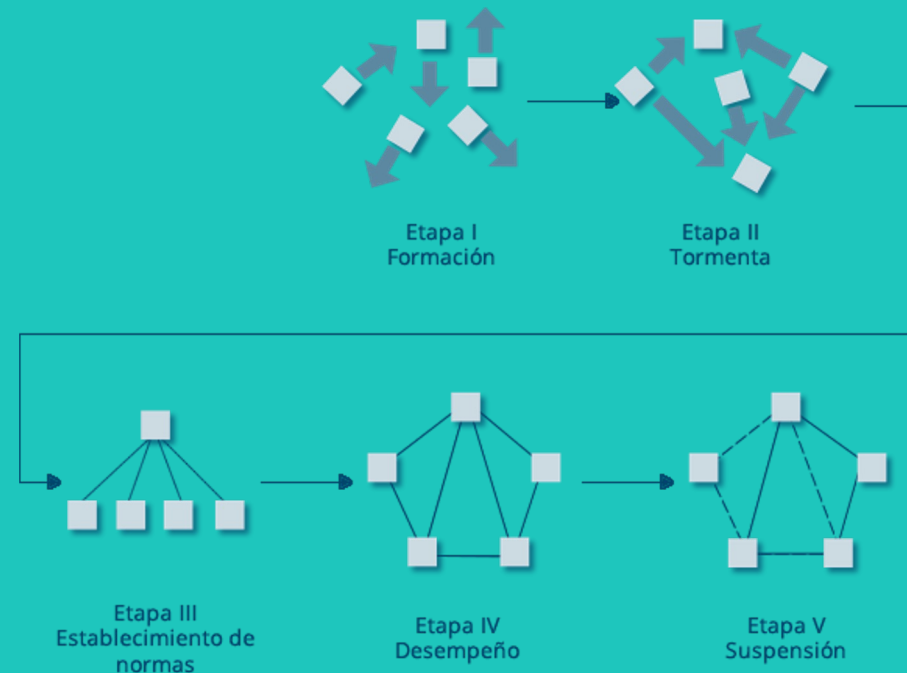 Etapa I
Formación
Etapa II
Tormenta
Etapa III
Establecimiento de
normas
Etapa IV
Desempeño
Etapa V
Suspensión